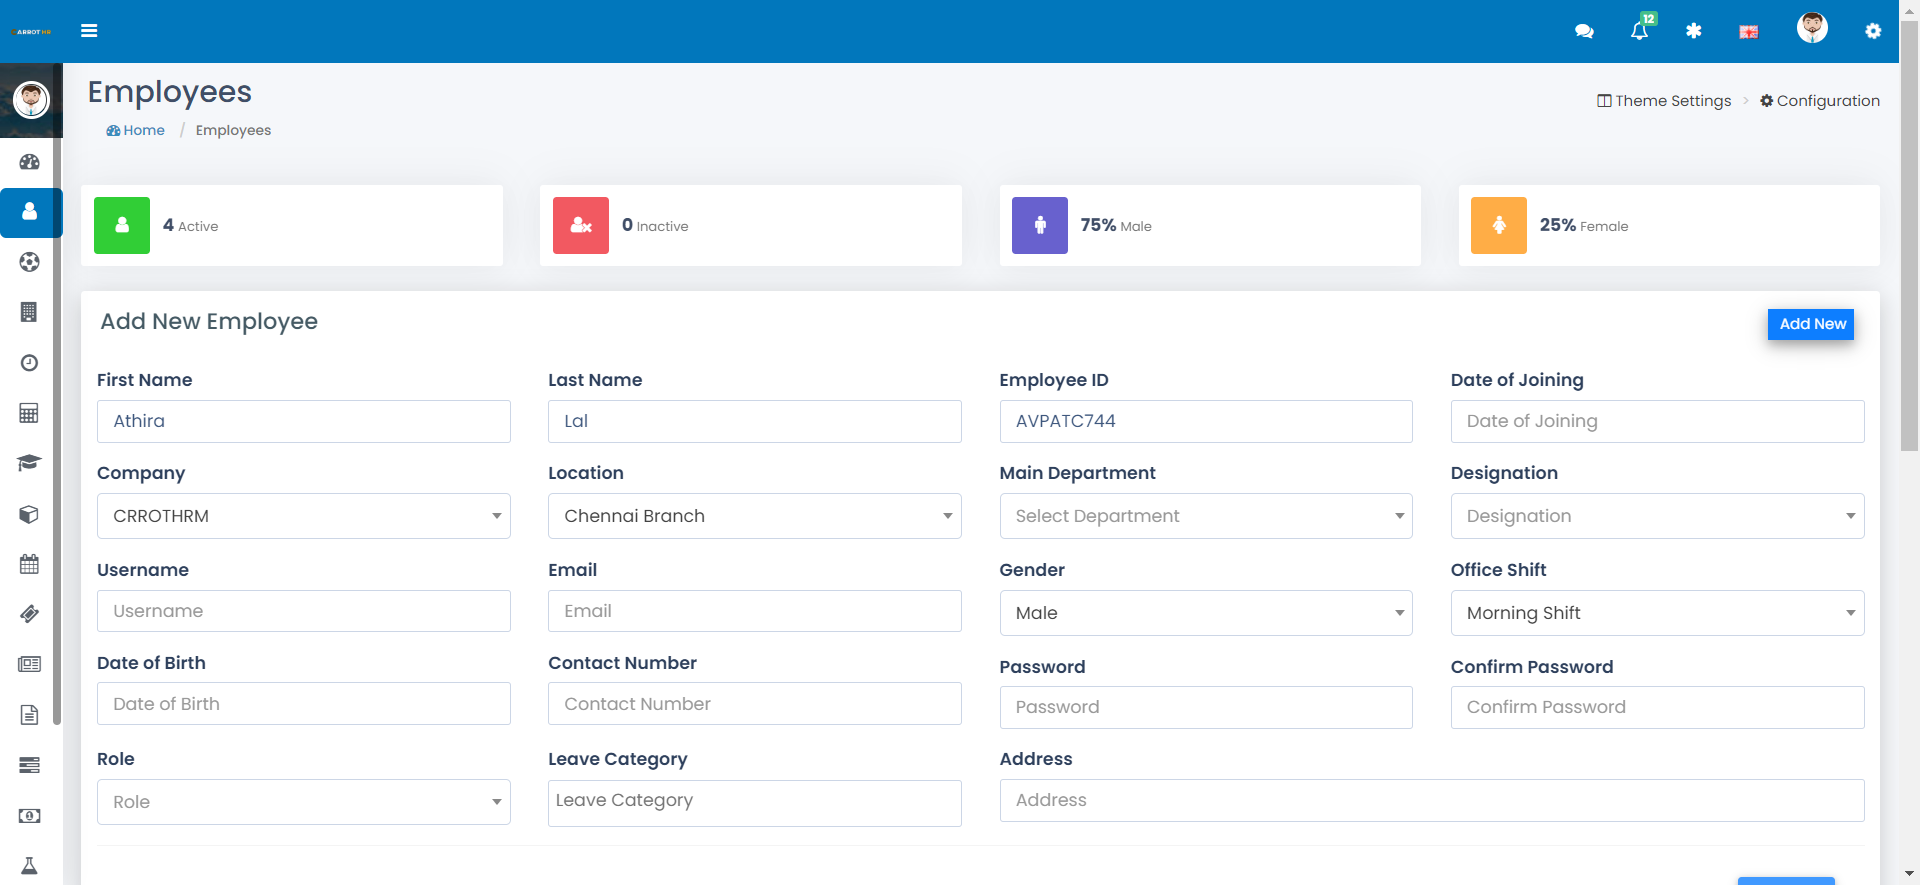 ARROT HR
12
Employees
Theme Settings > Configuration
Home / Employees
4 Active
0 Inactive
75% Male
25% Female
Add New Employee
Add New
First Name
Last Name
Employee ID
Date of Joining
Athira
Lal
AVPATC744
Date of Joining
Company
Location
Main Department
Designation
CRROTHRM
Chennai Branch
Select Department
Designation
Username
Email
Gender
Office Shift
Username
Email
Male
Morning Shift
Date of Birth
Contact Number
Password
Confirm Password
Date of Birth
Contact Number
Password
Confirm Password
Role
Leave Category
Address
Role
Leave Category
Address